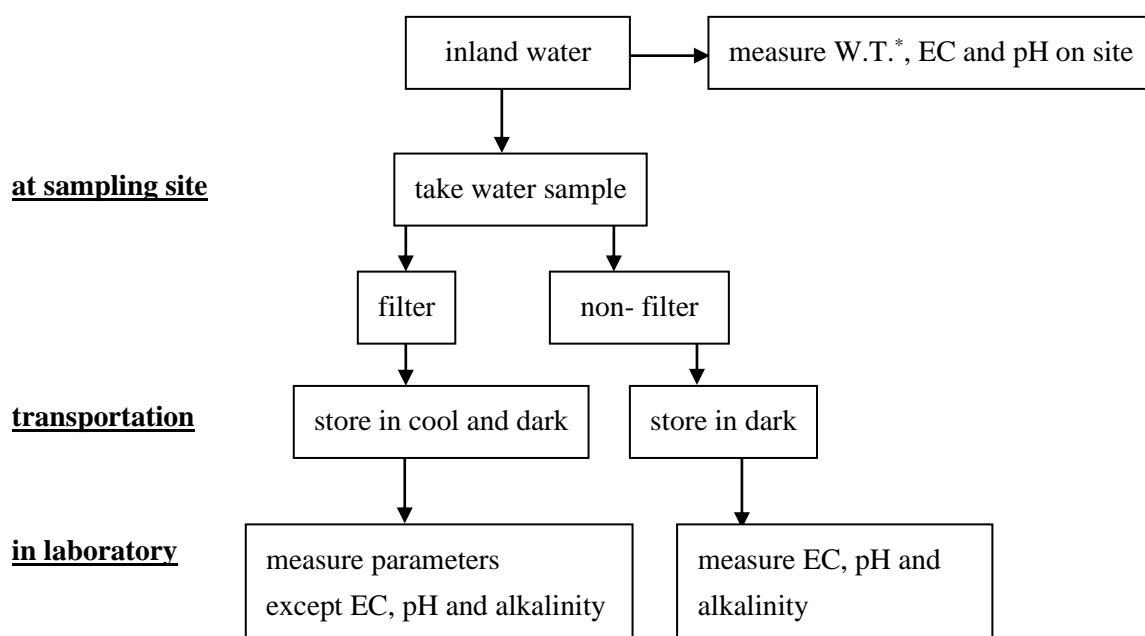 inland water
measure W.T.*, EC and pH on site
at sampling site
take water sample
filter
non- filter
transportation
store in cool and dark
store in dark
in laboratory
measure parameters
except EC, pH and alkalinity
measure EC, pH and
alkalinity